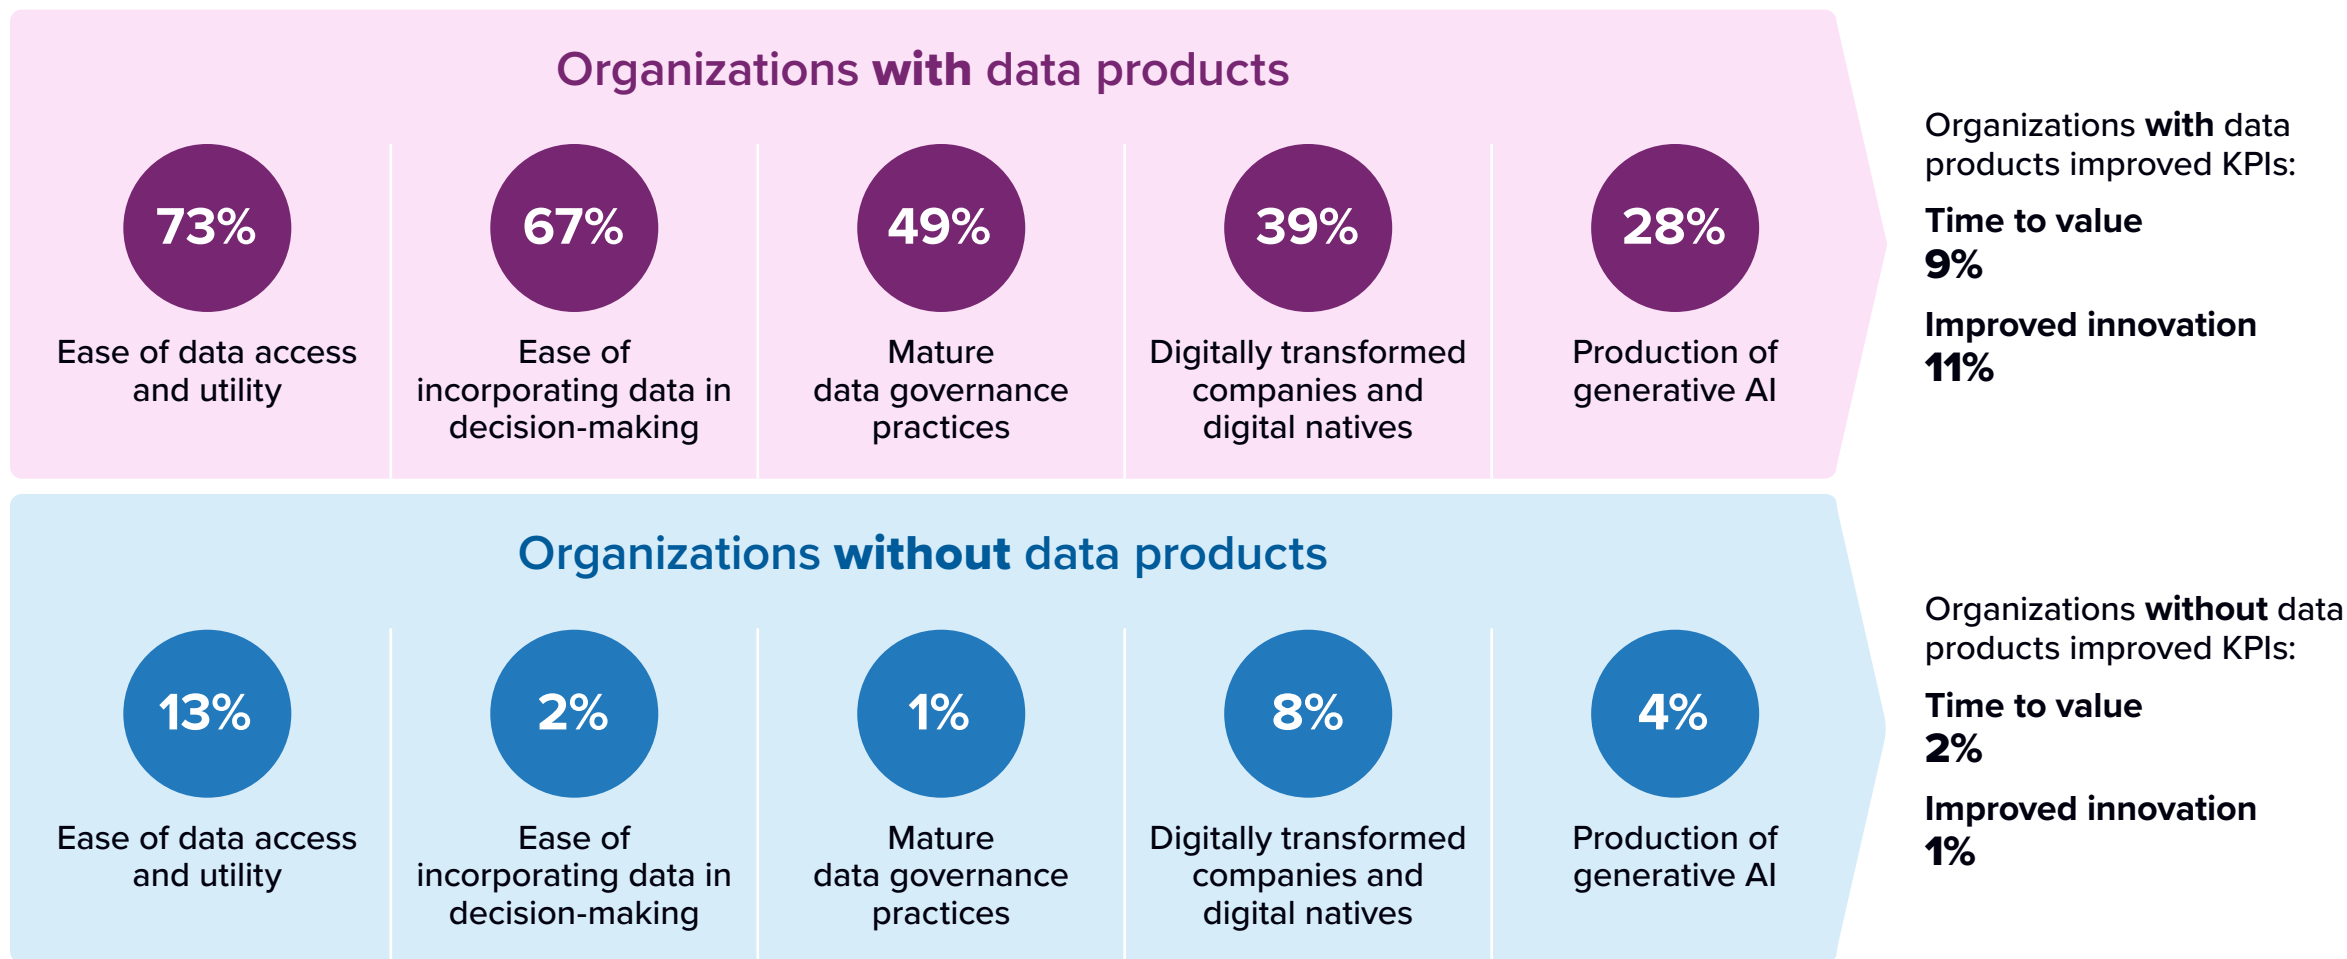 Organizations with data products
73%
Ease of data access
and utility
67%
Ease of
incorporating data in
decision-making
49%
Mature
data governance
practices
39%
Digitally transformed
companies and
digital natives
28%
Production of
generative AI
Organizations with data
products improved KPIs:
Time to value
9%
Improved innovation
11%
Organizations without data products
13%
Ease of data access
and utility
2%
Ease of
incorporating data in
decision-making
1%
Mature
data governance
practices
8%
Digitally transformed
companies and
digital natives
4%
Production of
generative AI
Organizations without data
products improved KPIs:
Time to value
2%
Improved innovation
1%